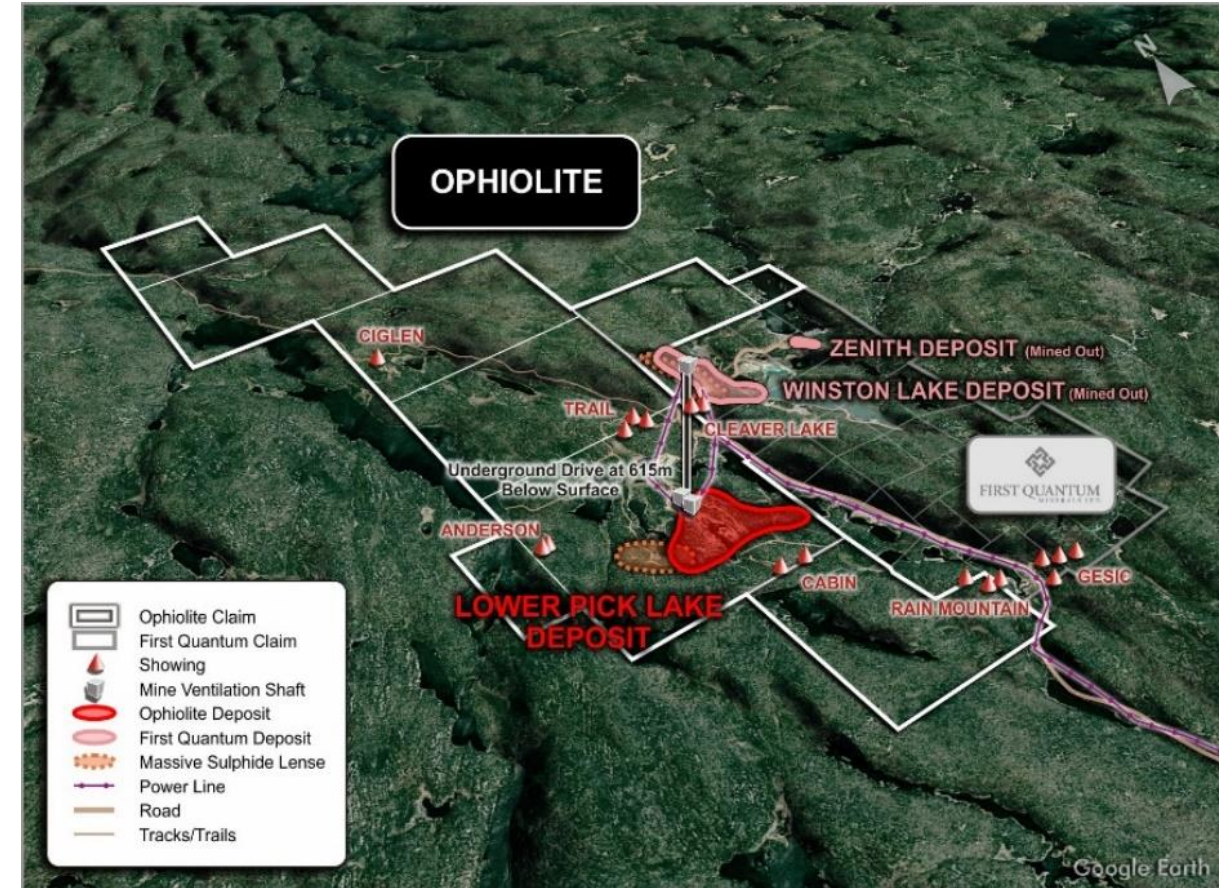 N
OPHIOLITE
CIGLEN
ZENITH DEPOSIT (Mined Out)
WINSTON LAKE DEPOSIT (Mined Out)
TRAIL
CLEAVER LAKE
Underground Drive at 615m
Below Surface
FIRST QUANTUM
MINERALS LTD.
ANDERSON
CABIN
GESIC
RAIN MOUNTAIN
LOWER PICK LAKE
DEPOSIT
Ophiolite Claim
First Quantum Claim
Showing
Mine Ventilation Shaft
Ophiolite Deposit
First Quantum Deposit
Massive Sulphide Lense
Power Line
Road
Tracks/Trails
Google Earth